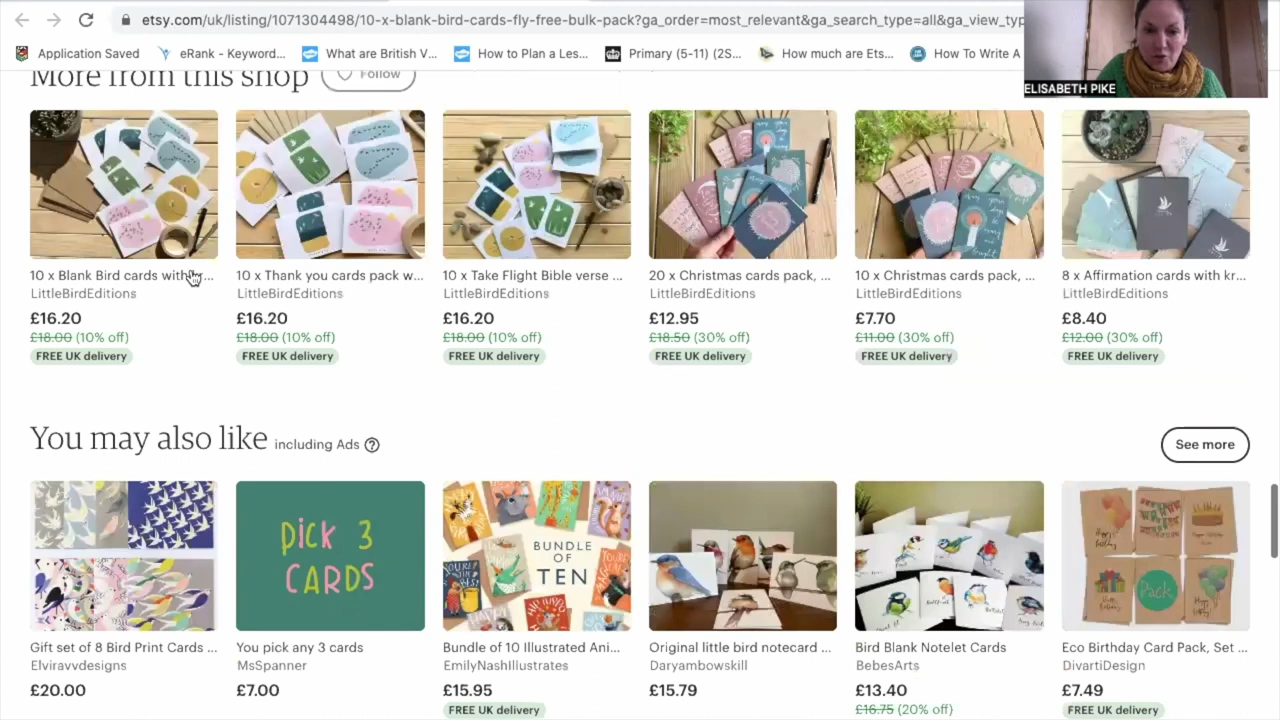 etsy.com/uk/listing/1071304498/10-x-blank-bird-cards-fly-free-bulk-pack?ga_order=most_relevant&ga_search_type=all&ga_view_typ
Application Saved
eRank - Keyword...
What are British V...
How to Plan a Les...
Primary (5-11) (2S...
How much are Ets...
How To Write A
ELISABETH PIKE
More from this shop
Follow
10 x Blank Bird cards with
10 x Thank you cards pack w...
10 x Take Flight Bible verse ...
20 x Christmas cards pack, ...
10 x Christmas cards pack, ...
8 x Affirmation cards with kr...
LittleBirdEditions
LittleBirdEditions
LittleBirdEditions
LittleBirdEditions
LittleBirdEditions
LittleBirdEditions
£16.20
£16.20
£16.20
£12.95
£7.70
£8.40
£18.00 (10% off)
£18.00 (10% off)
£18.00 (10% off)
£18.50 (30% off)
£11.00 (30% off)
£12.00 (30% off)
FREE UK delivery
FREE UK delivery
FREE UK delivery
FREE UK delivery
FREE UK delivery
FREE UK delivery
You may also like including Ads ?
See more
PICK 3
CARDS
BUNDLE
OF
TEN
Pack
Gift set of 8 Bird Print Cards ...
You pick any 3 cards
Bundle of 10 Illustrated Ani...
Original little bird notecard ...
Bird Blank Notelet Cards
Eco Birthday Card Pack, Set ...
Elviravvdesigns
MsSpanner
EmilyNashIllustrates
Daryambowskill
BebesArts
DivartiDesign
£20.00
£7.00
£15.95
£15.79
£13.40
£7.49
FREE UK delivery
£16.75 (20% off)
FREE UK delivery